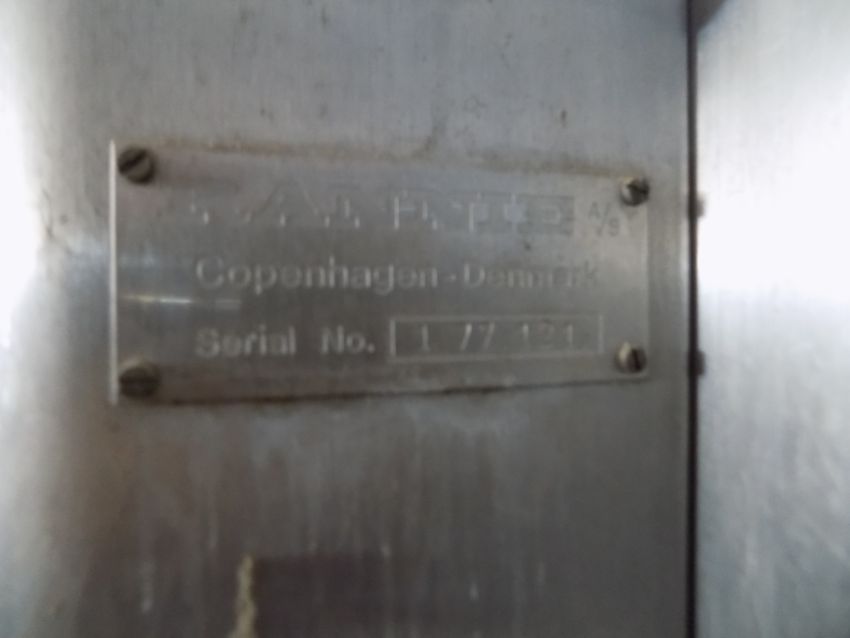 A/S
Copenhagen - Denmark
Serial No. 1 77 121